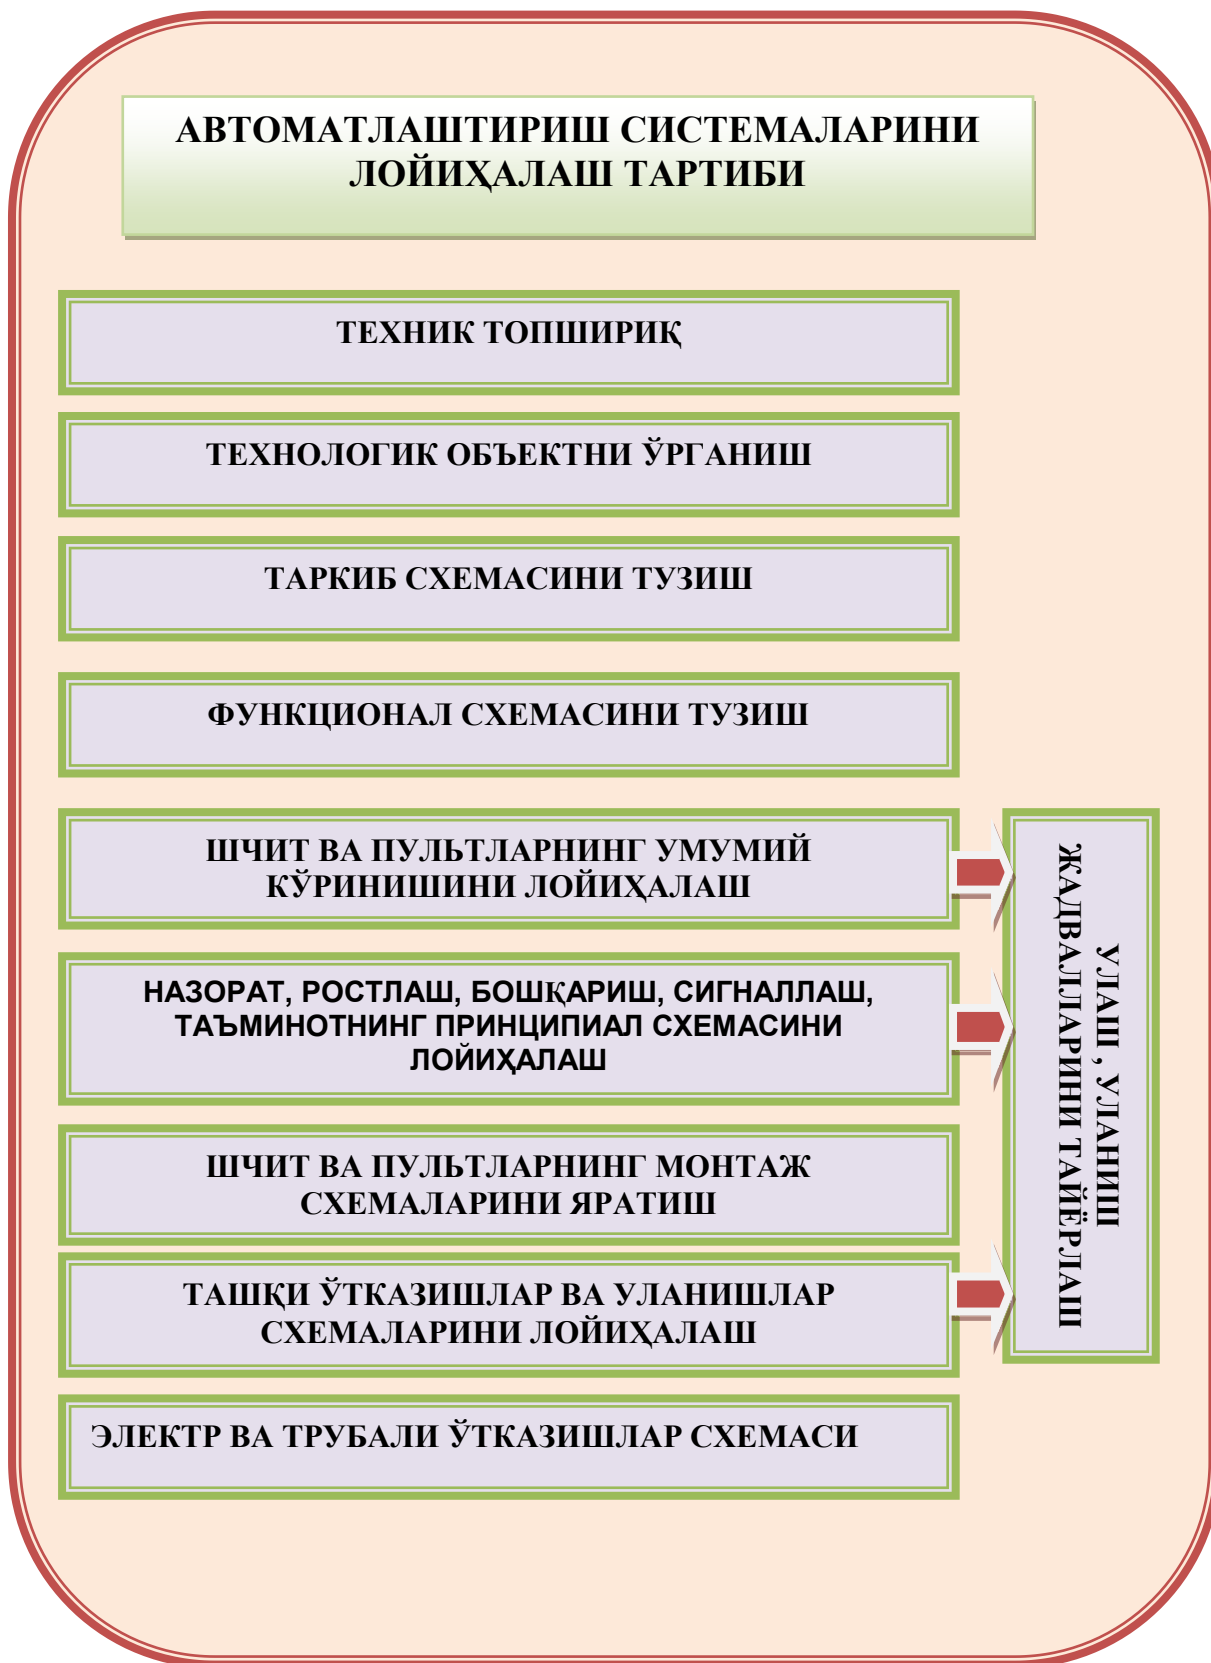 АВТОМАТЛАШТИРИШ СИСТЕМАЛАРИНИ
ЛОЙИҲАЛАШ ТАРТИБИ
ТЕХНИК ТОПШИРИҚ
ТЕХНОЛОГИК ОБЪЕКТНИ ЎРГАНИШ
ТАРКИБ СХЕМАСИНИ ТУЗИШ
ФУНКЦИОНАЛ СХЕМАСИНИ ТУЗИШ
ШЧИТ ВА ПУЛЬТЛАРНИНГ УМУМИЙ
КЎРИНИШИНИ ЛОЙИҲАЛАШ
НАЗОРАТ, РОСТЛАШ, БОШҚАРИШ, СИГНАЛЛАШ,
ТАЪМИНОТНИНГ ПРИНЦИПИАЛ СХЕМАСИНИ
ЛОЙИҲАЛАШ
ШЧИТ ВА ПУЛЬТЛАРНИНГ МОНТАЖ
СХЕМАЛАРИНИ ЯРАТИШ
ТАШҚИ ЎТКАЗИШЛАР ВА УЛАНИШЛАР
СХЕМАЛАРИНИ ЛОЙИҲАЛАШ
ЭЛЕКТР ВА ТРУБАЛИ ЎТКАЗИШЛАР СХЕМАСИ
УЛАШ , УЛАНИШ
ЖАДВАЛЛАРИНИ ТАЙЁРЛАШ